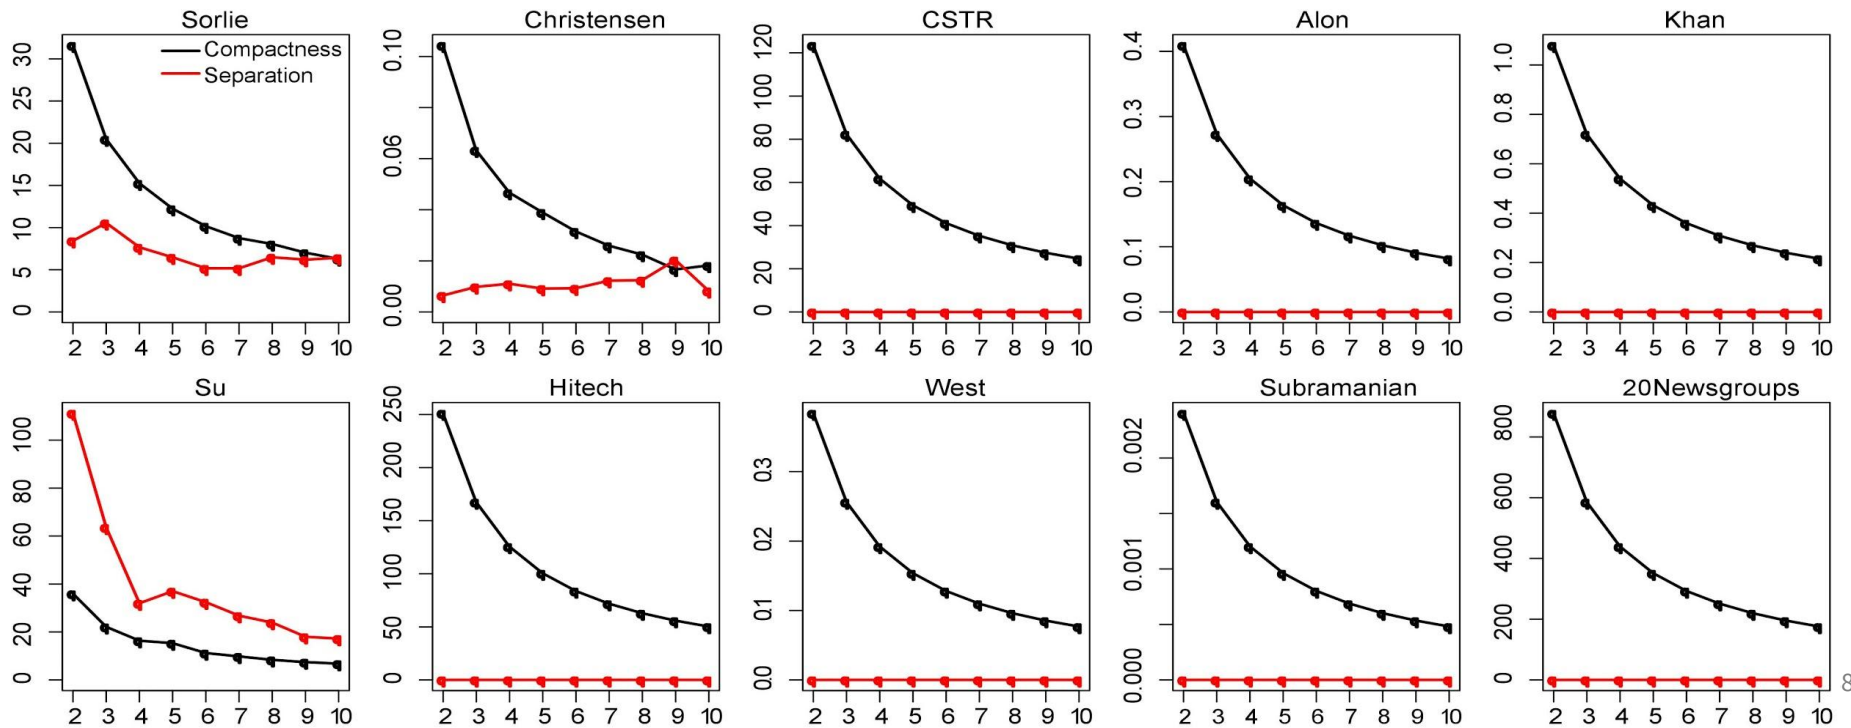 Sorlie Christensen CSTR Alon Khan
Compactness
Separation
30 25 20 15 10 5 0
0.10 0.06 0.00
120 100 80 60 40 20 0
0.4 0.3 0.2 0.1 0.0
1.0 0.8 0.6 0.4 0.2 0.0
2 3 4 5 6 7 8 9 10 2 3 4 5 6 7 8 9 10 2 3 4 5 6 7 8 9 10 2 3 4 5 6 7 8 9 10 2 3 4 5 6 7 8 9 10
Su Hitech West Subramanian 20Newsgroups
100 80 60 40 20 0
250 200 150 100 50 0
0.3 0.2 0.1 0.0
0.002 0.001 0.000
800 600 400 200 0
2 3 4 5 6 7 8 9 10 2 3 4 5 6 7 8 9 10 2 3 4 5 6 7 8 9 10 2 3 4 5 6 7 8 9 10 2 3 4 5 6 7 8 9 10